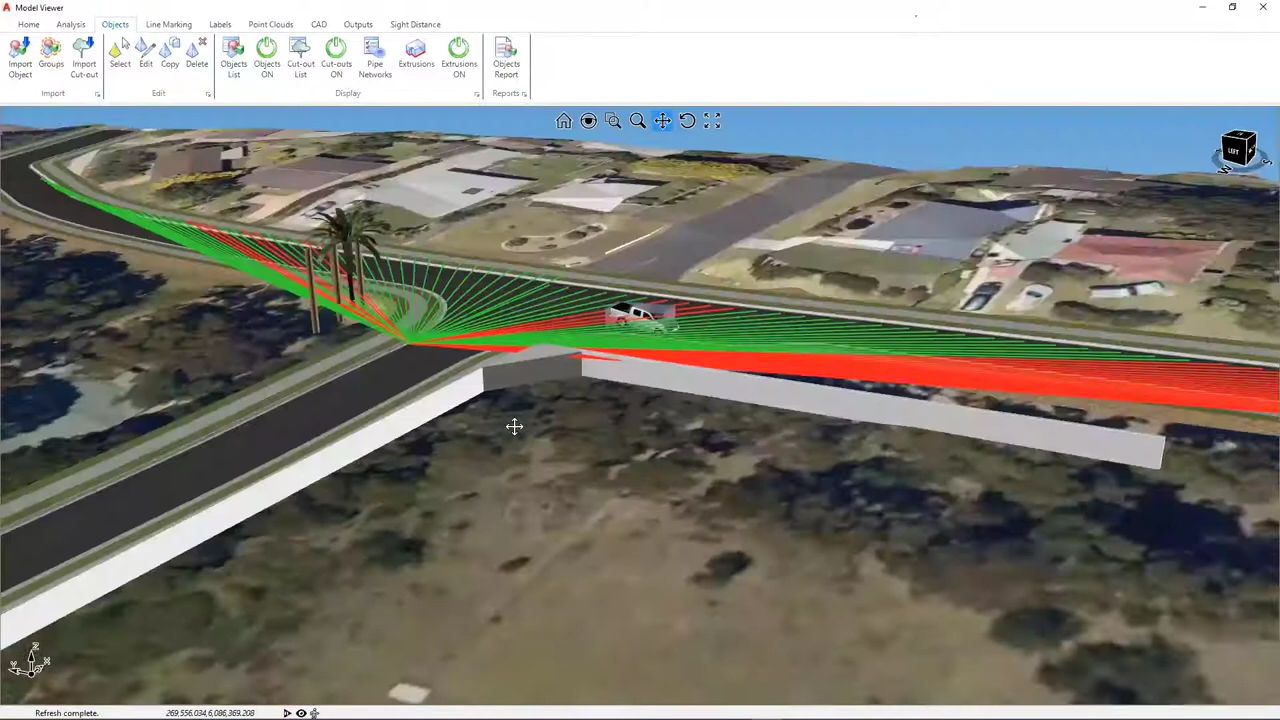 Model Viewer
Home Analysis Objects Line Marking Labels Point Clouds CAD Outputs Sight Distance
Import Object Groups Import Cut-out Select Edit Copy Delete Objects List Objects ON Cut-out List Cut-outs ON Pipe Networks Extrusions Extrusions ON Objects Report
Import Edit Display Reports
LEFT
W
S
Z
Y X
Refresh complete. 269,556.034,6,086,369.208